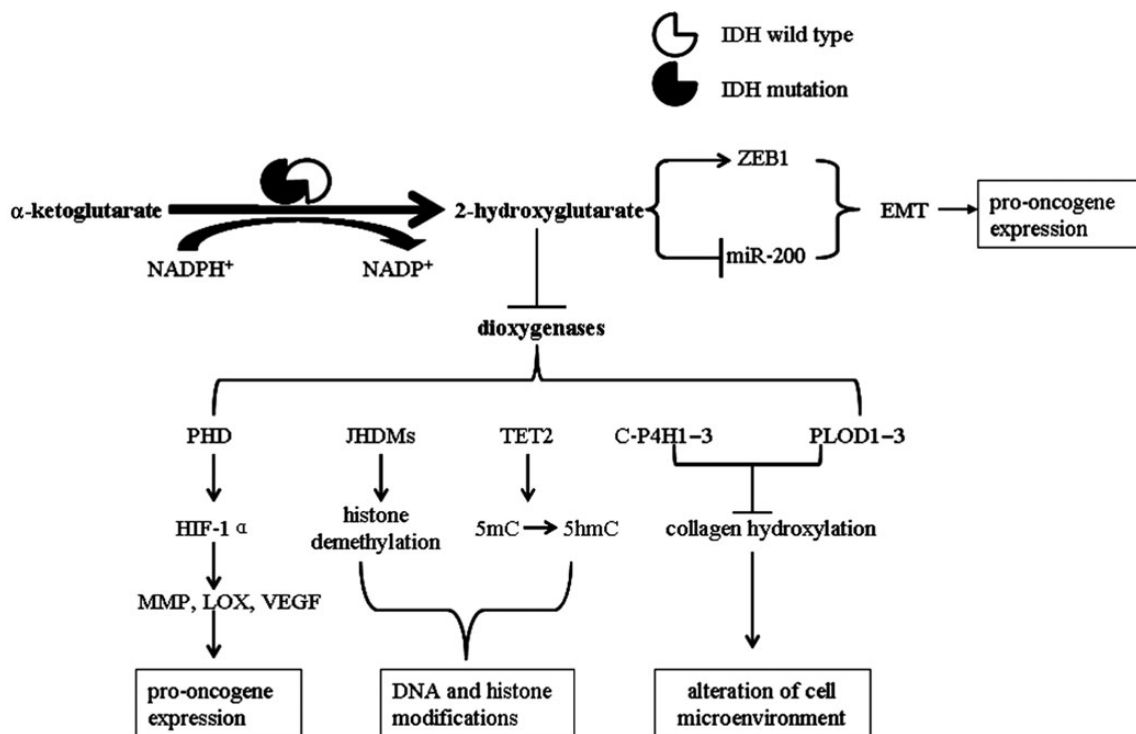 IDH wild type
IDH mutation
α-ketoglutarate
2-hydroxyglutarate
ZEB1
miR-200
EMT
pro-oncogene
expression
NADPH⁺
NADP⁺
dioxygenases
PHD
JHDMs
TET2
C-P4H1–3
PLOD1–3
HIF-1 α
histone
demethylation
5mC
5hmC
collagen hydroxylation
MMP, LOX, VEGF
pro-oncogene
expression
DNA and histone
modifications
alteration of cell
microenvironment